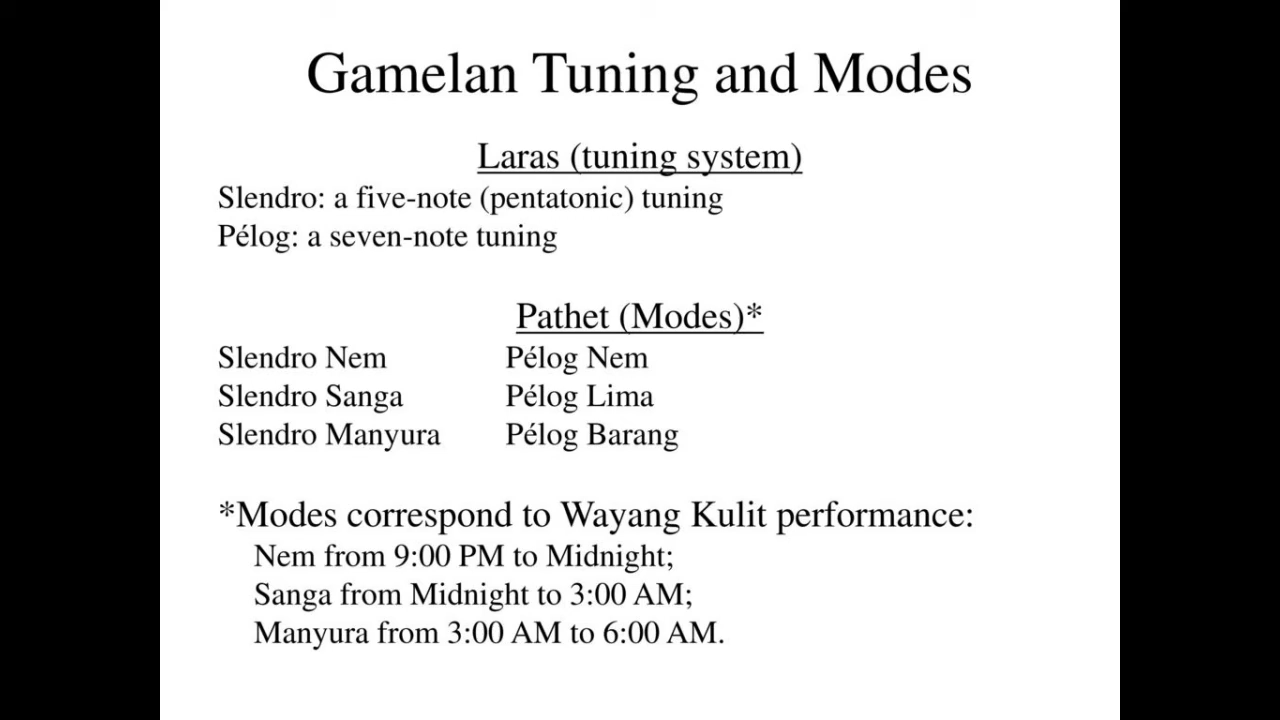 Gamelan Tuning and Modes
Laras (tuning system)
Slendro: a five-note (pentatonic) tuning
Pélog: a seven-note tuning
Pathet (Modes)*
Slendro Nem Pélog Nem
Slendro Sanga Pélog Lima
Slendro Manyura Pélog Barang
*Modes correspond to Wayang Kulit performance:
Nem from 9:00 PM to Midnight;
Sanga from Midnight to 3:00 AM;
Manyura from 3:00 AM to 6:00 AM.